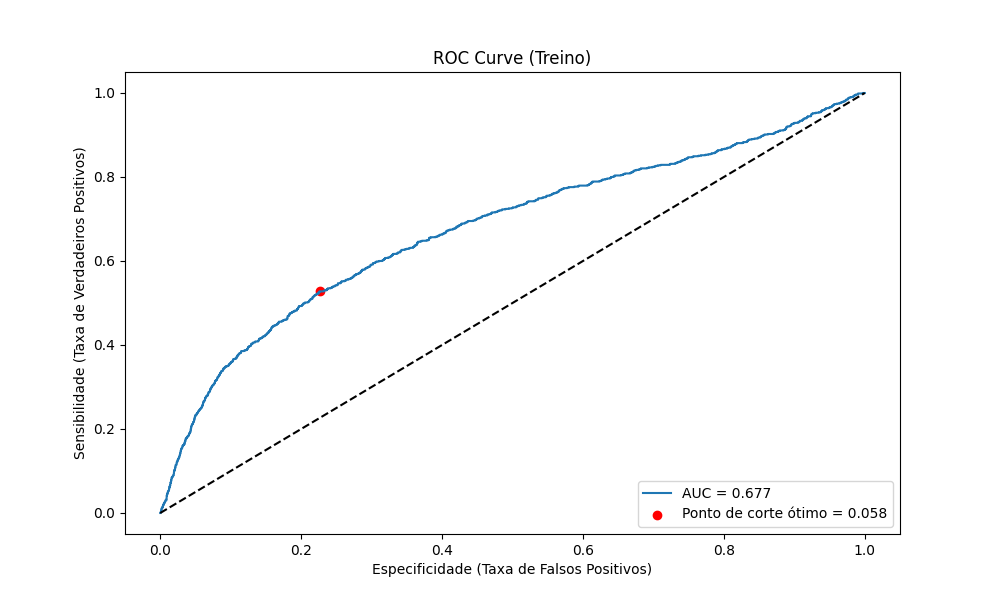 ROC Curve (Treino)
Sensibilidade (Taxa de Verdadeiros Positivos)
1.0
0.8
0.6
0.4
0.2
0.0
AUC = 0.677
Ponto de corte ótimo = 0.058
0.0 0.2 0.4 0.6 0.8 1.0
Especificidade (Taxa de Falsos Positivos)